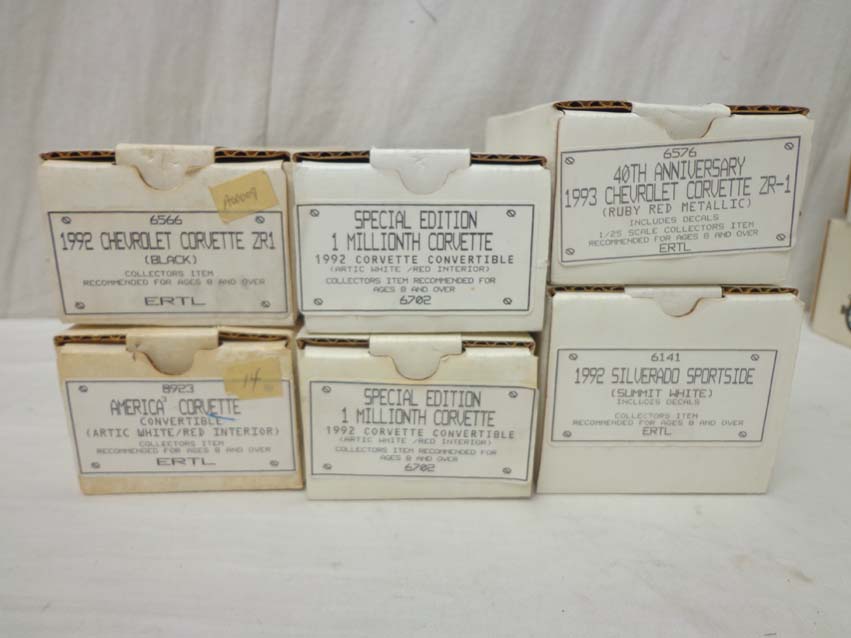 A00009
6566
1992 CHEVROLET CORVETTE ZR1
(BLACK)
COLLECTORS ITEM
RECOMMENDED FOR AGES 8 AND OVER
ERTL
SPECIAL EDITION
1 MILLIONTH CORVETTE
1992 CORVETTE CONVERTIBLE
(ARTIC WHITE /RED INTERIOR)
COLLECTORS ITEM RECOMMENDED FOR
AGES 8 AND OVER
6702
6576
40TH ANNIVERSARY
1993 CHEVROLET CORVETTE ZR-1
(RUBY RED METALLIC)
INCLUDES DECALS
1/25 SCALE COLLECTORS ITEM
RECOMMENDED FOR AGES 8 AND OVER
ERTL
14
8923
AMERICA³ CORVETTE
CONVERTIBLE
(ARTIC WHITE/RED INTERIOR)
COLLECTORS ITEM
RECOMMENDED FOR AGES 8 AND OVER
ERTL
SPECIAL EDITION
1 MILLIONTH CORVETTE
1992 CORVETTE CONVERTIBLE
(ARTIC WHITE /RED INTERIOR)
COLLECTORS ITEM RECOMMENDED FOR
AGES 8 AND OVER
6702
6141
1992 SILVERADO SPORTSIDE
(SUMMIT WHITE)
INCLUDES DECALS
COLLECTORS ITEM
RECOMMENDED FOR AGES 8 AND OVER
ERTL